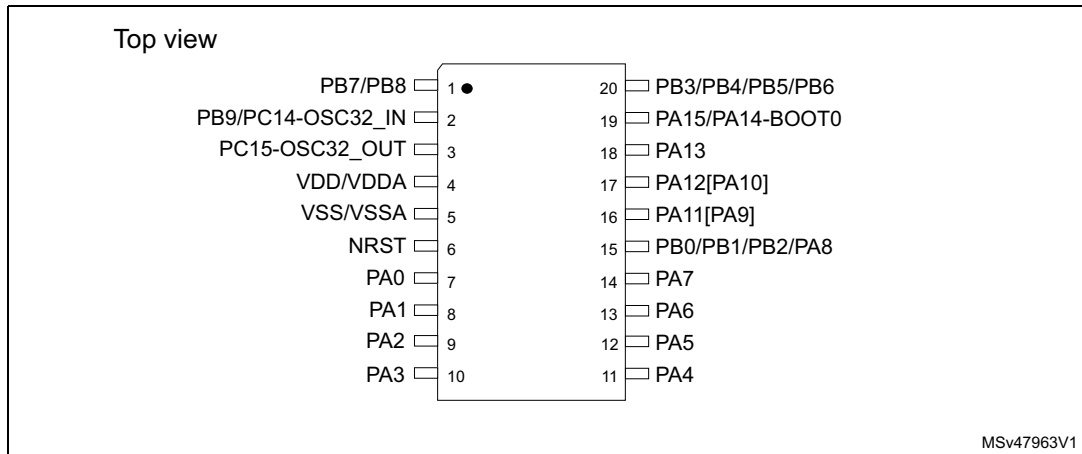 Top view
PB7/PB8 1 20 PB3/PB4/PB5/PB6
PB9/PC14-OSC32_IN 2 19 PA15/PA14-BOOT0
PC15-OSC32_OUT 3 18 PA13
VDD/VDDA 4 17 PA12[PA10]
VSS/VSSA 5 16 PA11[PA9]
NRST 6 15 PB0/PB1/PB2/PA8
PA0 7 14 PA7
PA1 8 13 PA6
PA2 9 12 PA5
PA3 10 11 PA4
MSv47963V1